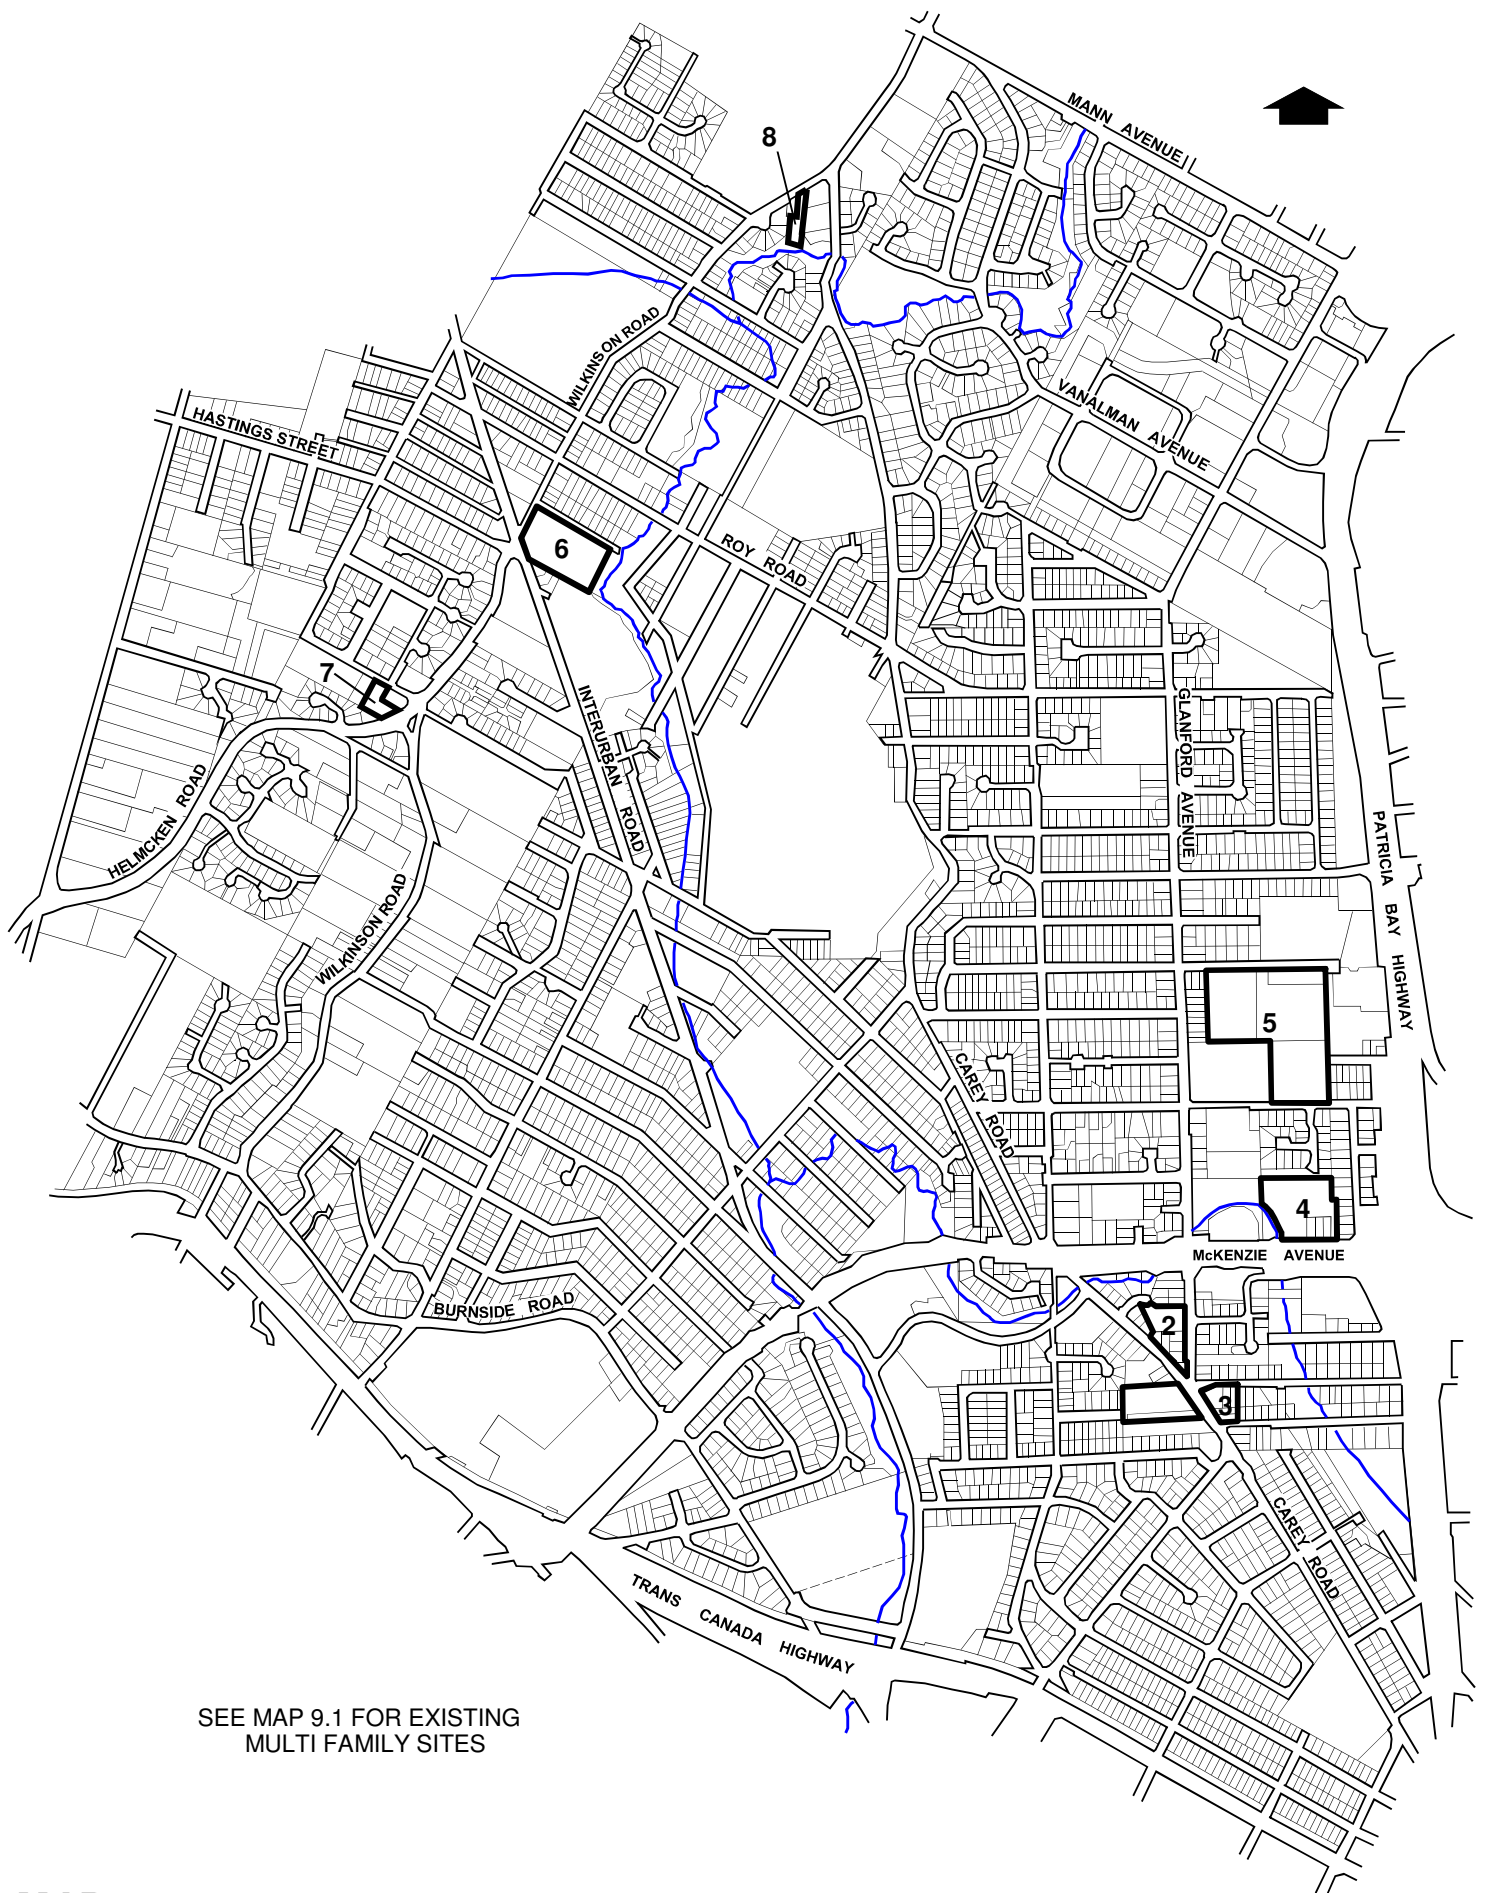 MANN AVENUE
8
WILKINSON ROAD
HASTINGS STREET
VANALMAN AVENUE
6
ROY ROAD
7
INTERURBAN ROAD
GLANFORD AVENUE
HELMCKEN ROAD
PATRICIA BAY HIGHWAY
WILKINSON ROAD
5
CAREY ROAD
4
McKENZIE AVENUE
BURNSIDE ROAD
2
3
CAREY ROAD
TRANS CANADA HIGHWAY
SEE MAP 9.1 FOR EXISTING
MULTI FAMILY SITES